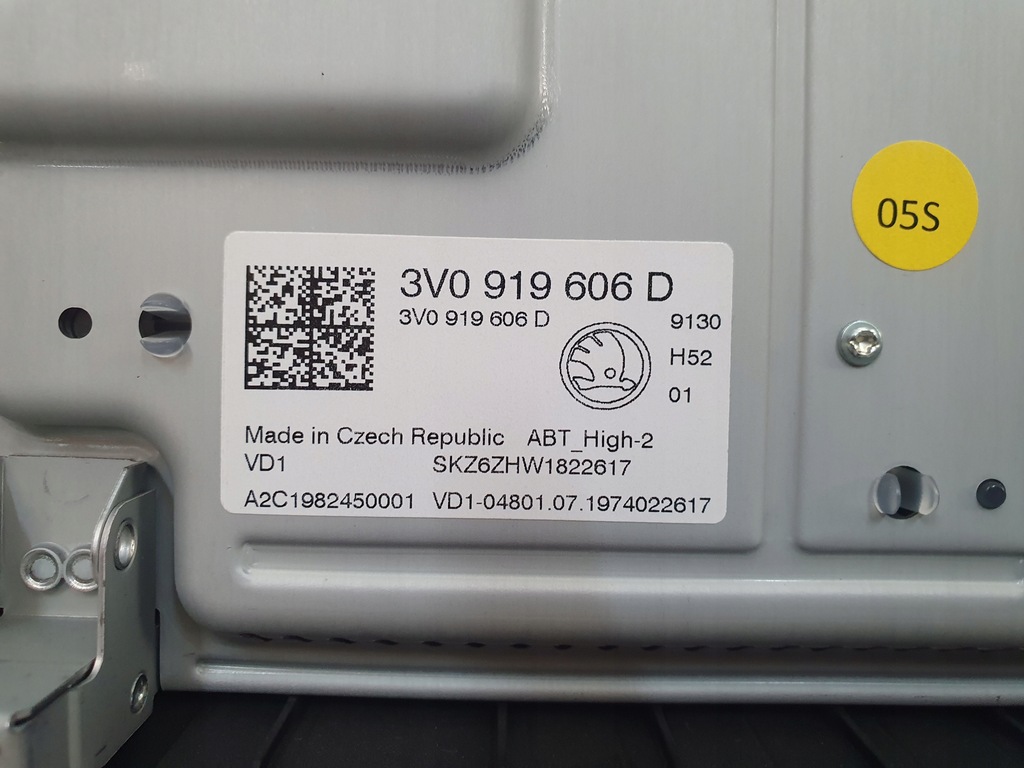 05S
3V0 919 606 D
3V0 919 606 D
9130
H52
01
Made in Czech Republic ABT_High-2
VD1 SKZ6ZHW1822617
A2C1982450001 VD1-04801.07.1974022617